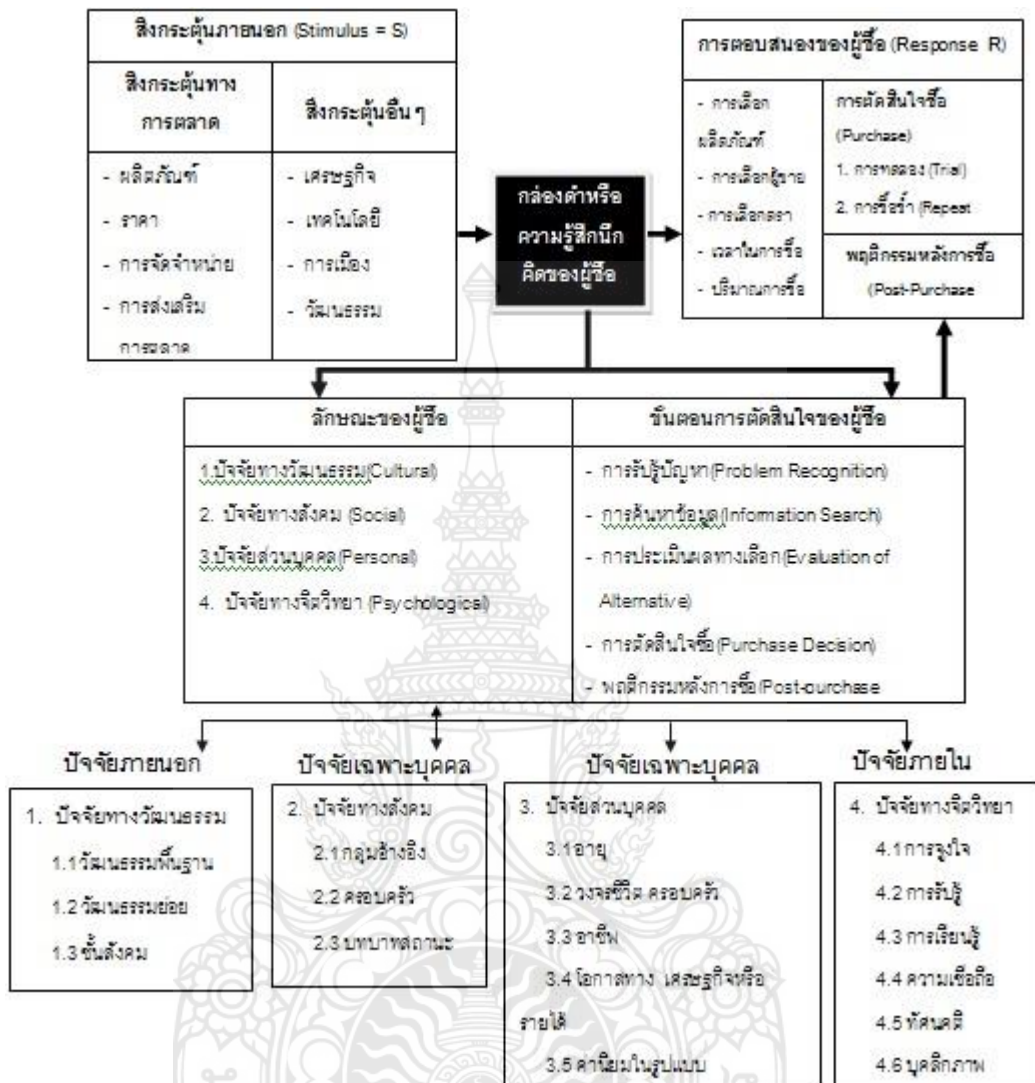 สิ่งกระตุ้นภายนอก (Stimulus = S)
สิ่งกระตุ้นทาง
การตลาด
สิ่งกระตุ้นอื่น ๆ
- ผลิตภัณฑ์
- ราคา
- การจัดจำหน่าย
- การส่งเสริม
การตลาด
- เศรษฐกิจ
- เทคโนโลยี
- การเมือง
- วัฒนธรรม
กล่องดำหรือ
ความรู้สึกนึก
คิดของผู้ซื้อ
การตอบสนองของผู้ซื้อ (Response R)
- การเลือก
ผลิตภัณฑ์
- การเลือกผู้ขาย
- การเลือกตรา
- เวลาในการซื้อ
- ปริมาณการซื้อ
การตัดสินใจซื้อ
(Purchase)
1. การทดลอง (Trial)
2. การซื้อซ้ำ (Repeat
พฤติกรรมหลังการซื้อ
(Post-Purchase
ลักษณะของผู้ซื้อ
1.ปัจจัยทางวัฒนธรรม(Cultural)
2. ปัจจัยทางสังคม (Social)
3.ปัจจัยส่วนบุคคล(Personal)
4. ปัจจัยทางจิตวิทยา (Psychological)
ขั้นตอนการตัดสินใจของผู้ซื้อ
- การรับรู้ปัญหา(Problem Recognition)
- การค้นหาข้อมูล(Information Search)
- การประเมินผลทางเลือก(Evaluation of
Alternative)
- การตัดสินใจซื้อ(Purchase Decision)
- พฤติกรรมหลังการซื้อ(Post-purchase
ปัจจัยภายนอก
1. ปัจจัยทางวัฒนธรรม
1.1วัฒนธรรมพื้นฐาน
1.2 วัฒนธรรมย่อย
1.3 ชั้นสังคม
ปัจจัยเฉพาะบุคคล
2. ปัจจัยทางสังคม
2.1กลุ่มอ้างอิง
2.2 ครอบครัว
2.3 บทบาทสถานะ
ปัจจัยเฉพาะบุคคล
3. ปัจจัยส่วนบุคคล
3.1อายุ
3.2 วงจรชีวิต ครอบครัว
3.3 อาชีพ
3.4 โอกาสทาง เศรษฐกิจหรือ
รายได้
3.5 ค่านิยมในรูปแบบ
ปัจจัยภายใน
4. ปัจจัยทางจิตวิทยา
4.1 การจูงใจ
4.2 การรับรู้
4.3 การเรียนรู้
4.4 ความเชื่อถือ
4.5 ทัศนคติ
4.6 บุคลิกภาพ